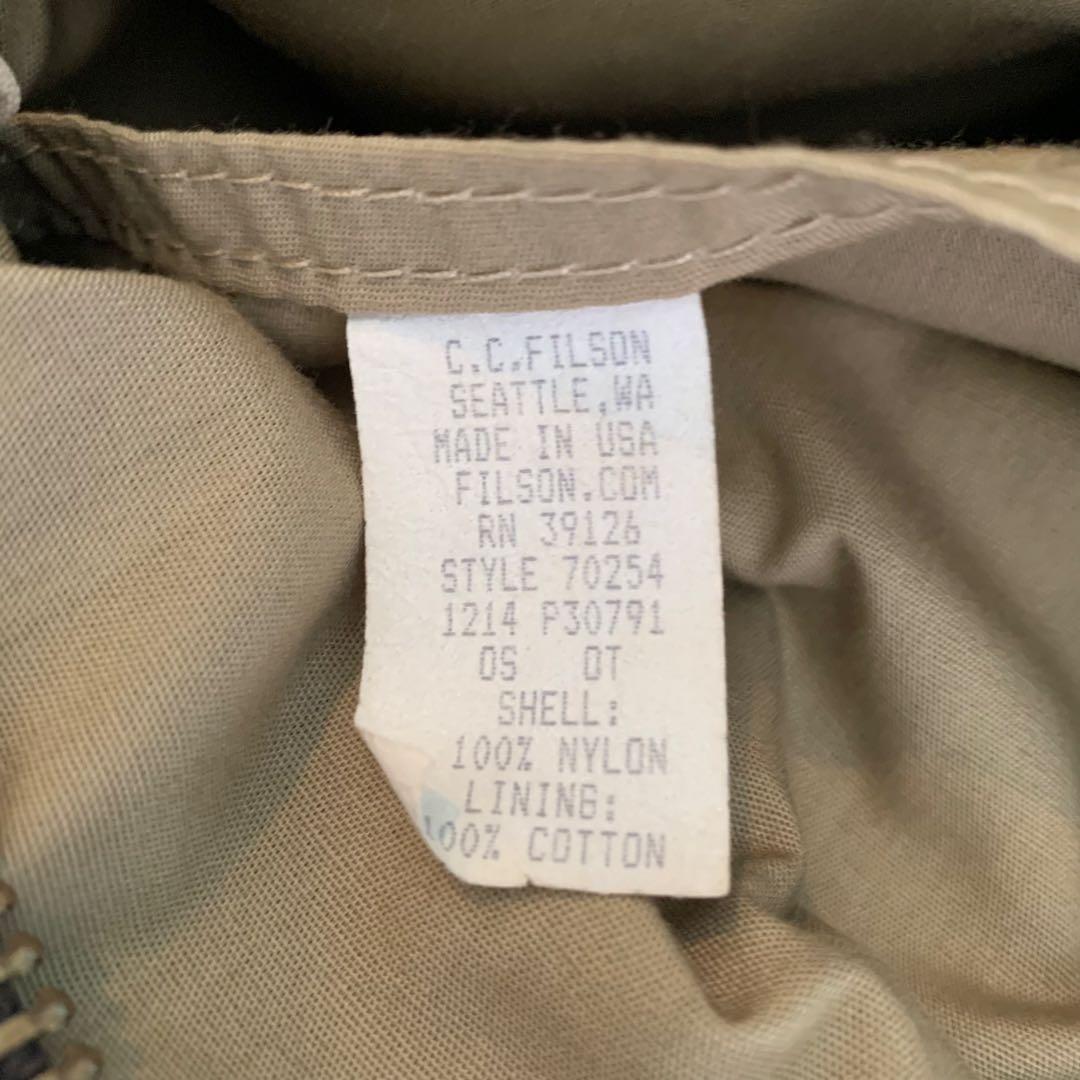 C.C.FILSON
SEATTLE,WA
MADE IN USA
FILSON.COM
RN 39126
STYLE 70254
1214 P30791
OS OT
SHELL:
100% NYLON
LINING:
100% COTTON